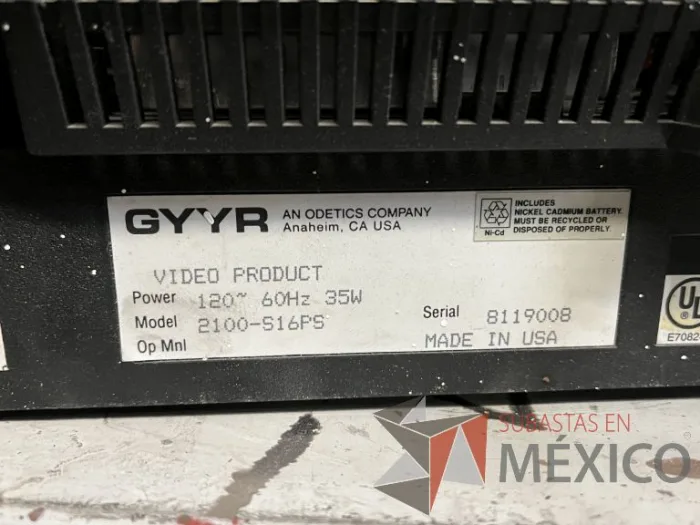 GYYR AN ODETICS COMPANY
Anaheim, CA USA
INCLUDES
NICKEL CADMIUM BATTERY.
MUST BE RECYCLED OR
DISPOSED OF PROPERLY.
Ni-Cd
VIDEO PRODUCT
Power 120~ 60Hz 35W
Model 2100-S16PS
Serial 8119008
Op Mnl
MADE IN USA
UL
E7082
SUBASTAS EN
MÉXICO